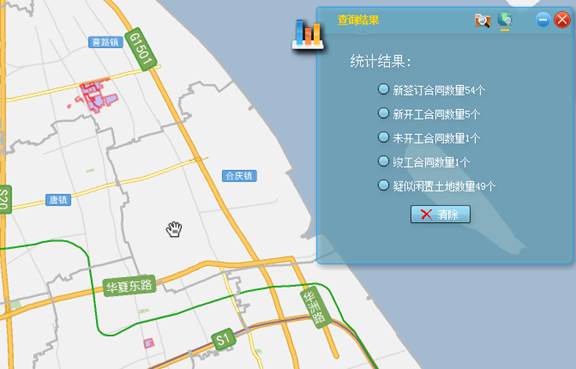 查询结果
统计结果:
新签订合同数量54个
新开工合同数量5个
未开工合同数量1个
竣工合同数量1个
疑似闲置土地数量49个
清除
G1501
曹路镇
合庆镇
唐镇
S20
华夏东路
华洲路
S1